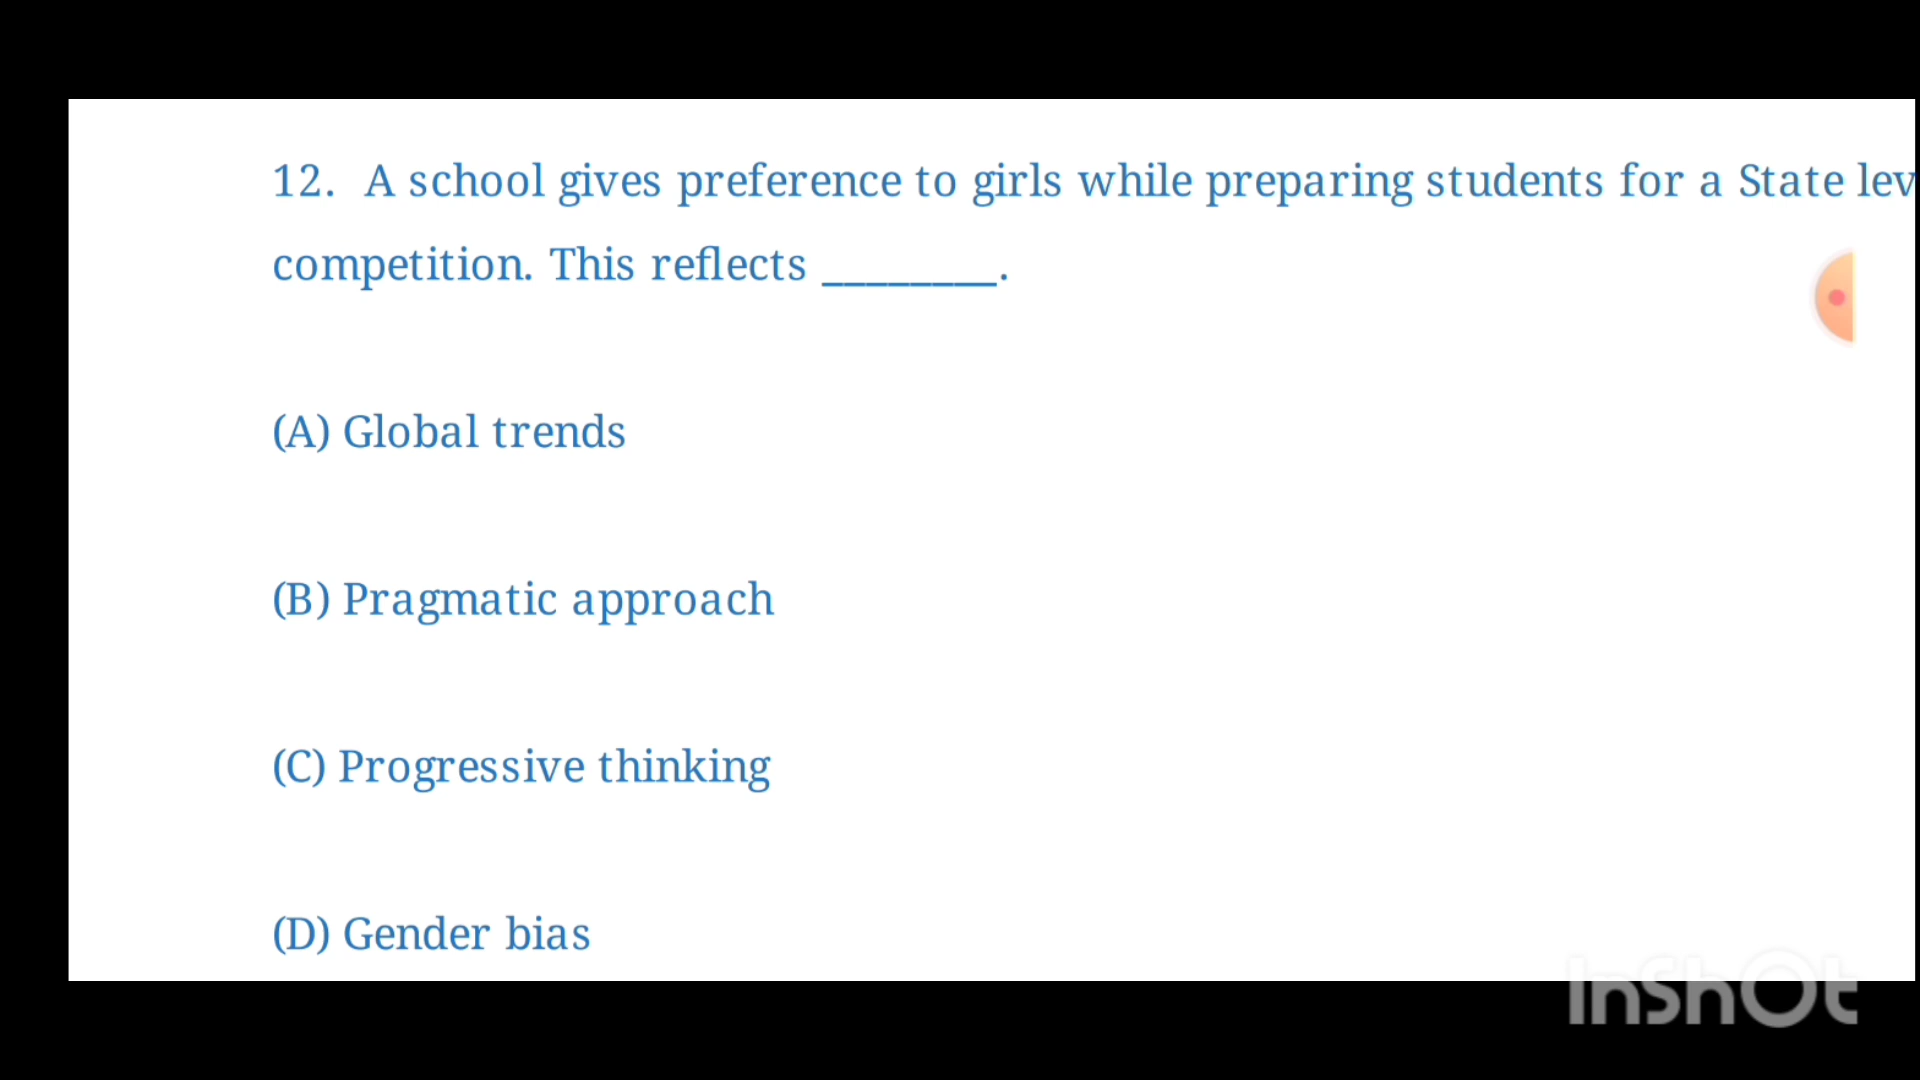 12. A school gives preference to girls while preparing students for a State lev
competition. This reflects ________.
(A) Global trends
(B) Pragmatic approach
(C) Progressive thinking
(D) Gender bias
InShOt